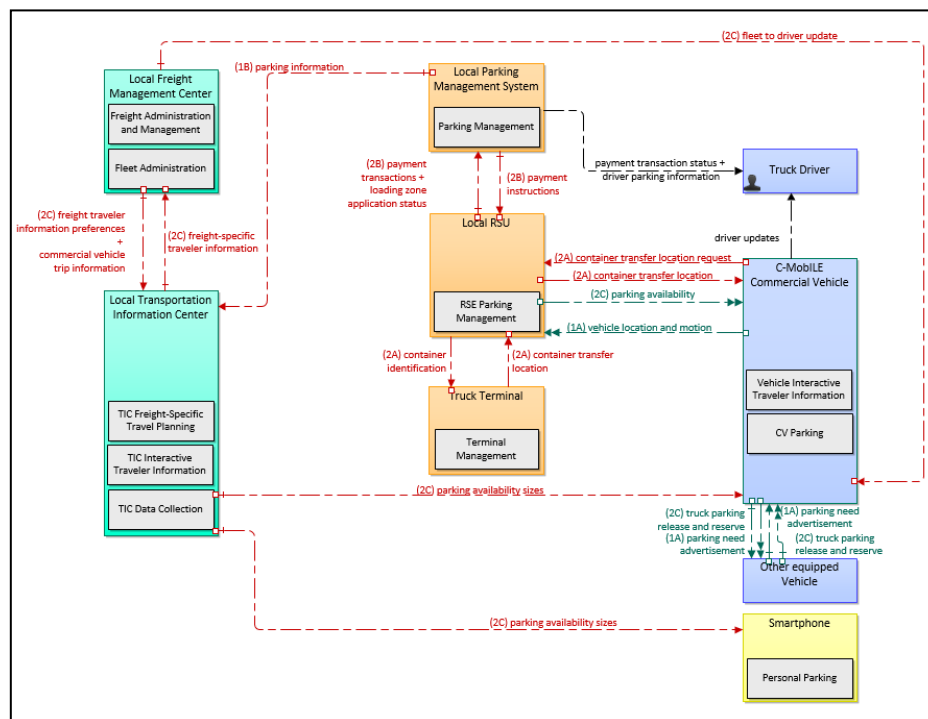 (2C) fleet to driver update
(1B) parking information
Local Freight
Management Center
Freight Administration
and Management
Fleet Administration
Local Parking
Management System
Parking Management
payment transaction status +
driver parking information
Truck Driver
(2B) payment
transactions +
loading zone
application status
(2B) payment
instructions
(2C) freight traveler
information preferences
+
commercial vehicle
trip information
(2C) freight-specific
traveler information
Local RSU
driver updates
(2A) container transfer location request
(2A) container transfer location
(2C) parking availability
(1A) vehicle location and motion
RSE Parking
Management
C-MobILE
Commercial Vehicle
Local Transportation
Information Center
(2A) container
identification
(2A) container transfer
location
Truck Terminal
Terminal
Management
Vehicle Interactive
Traveler Information
CV Parking
TIC Freight-Specific
Travel Planning
TIC Interactive
Traveler Information
TIC Data Collection
(2C) parking availability sizes
(2C) truck parking
release and reserve
(1A) parking need
advertisement
(1A) parking need
advertisement
(2C) truck parking
release and reserve
Other equipped
Vehicle
(2C) parking availability sizes
Smartphone
Personal Parking